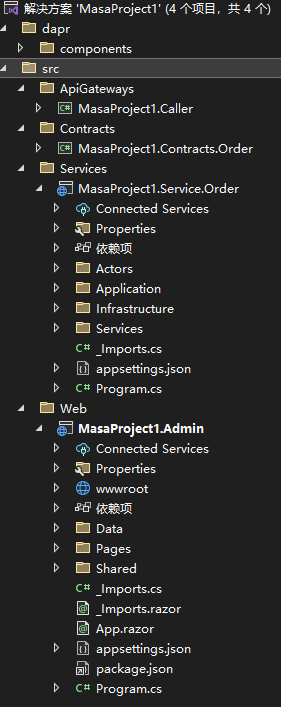 解决方案 'MasaProject1' (4 个项目，共 4 个)
dapr
components
src
ApiGateways
MasaProject1.Caller
Contracts
MasaProject1.Contracts.Order
Services
MasaProject1.Service.Order
Connected Services
Properties
依赖项
Actors
Application
Infrastructure
Services
_Imports.cs
appsettings.json
Program.cs
Web
MasaProject1.Admin
Connected Services
Properties
wwwroot
依赖项
Data
Pages
Shared
_Imports.cs
_Imports.razor
App.razor
appsettings.json
package.json
Program.cs